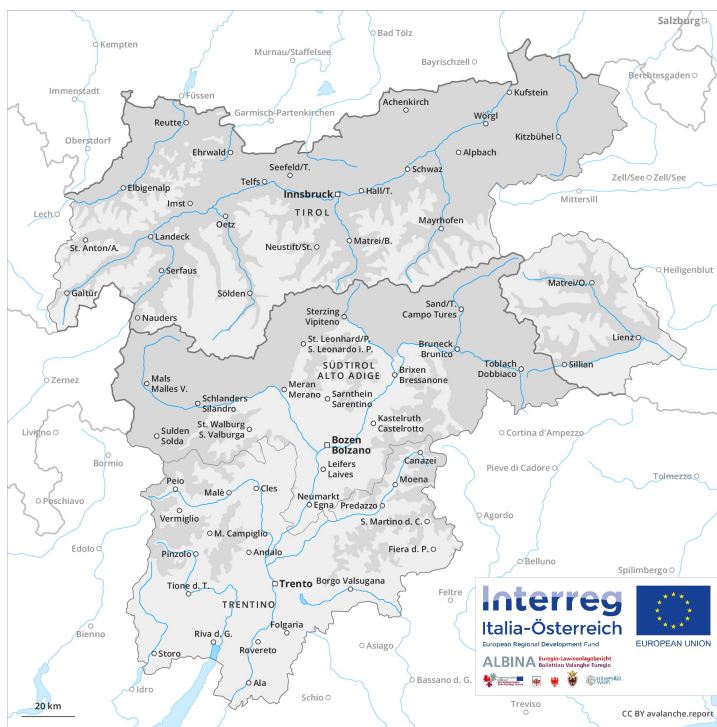 Salzburg
Kempten
Bad Tölz
Murnau/Staffelsee
Bayrischzell
Berchtesgaden
Immenstadt
Füssen
Kufstein
Achenkirch
Garmisch-Partenkirchen
Reutte
Wörgl
Oberstdorf
Kitzbühel
Ehrwald
Alpbach
Seefeld/T.
Schwaz
Telfs
Zell/See
Zell/See
Elbigenalp
Innsbruck
Hall/T.
Mittersill
Imst
TIROL
Lech
Oetz
Mayrhofen
Landeck
Neustift/St.
Matrei/B.
St. Anton/A.
Serfaus
Heiligenblut
Matrei/O.
Galtür
Sölden
Nauders
Sterzing
Vipiteno
Sand/T.
Campo Tures
Lienz
St. Leonhard/P.
S. Leonardo i. P.
Bruneck
Brunico
SÜDTIROL
ALTO ADIGE
Brixen
Bressanone
Toblach
Dobbiaco
Sillian
Zernez
Mals
Malles V.
Meran
Merano
Sarnthein
Sarentino
Schlanders
Silandro
St. Walburg
S. Valburga
Kastelruth
Castelrotto
Livigno
Sulden
Solda
Bozen
Bolzano
Cortina d'Ampezzo
Bormio
Canazei
Pieve di Cadore
Leifers
Laives
Moena
Tolmezzo
Peio
Malè
Cles
Neumarkt
Egna
Predazzo
Poschiavo
Vermiglio
S. Martino d. C.
Agordo
M. Campiglio
Edolo
Pinzolo
Andalo
Fiera d. P.
Belluno
Spilimbergo
Tione d. T.
Trento
Borgo Valsugana
Feltre
TRENTINO
Bienno
Folgaria
Riva d. G.
Rovereto
Asiago
Storo
Idro
Ala
Schio
Bassano d. G.
Treviso
20 km
Interreg
Italia-Österreich
European Regional Development Fund
EUROPEAN UNION
ALBINA
Euregio-Lawinenlagebericht
Bollettino Valanghe Euregio
universität
wien
CC BY avalanche.report